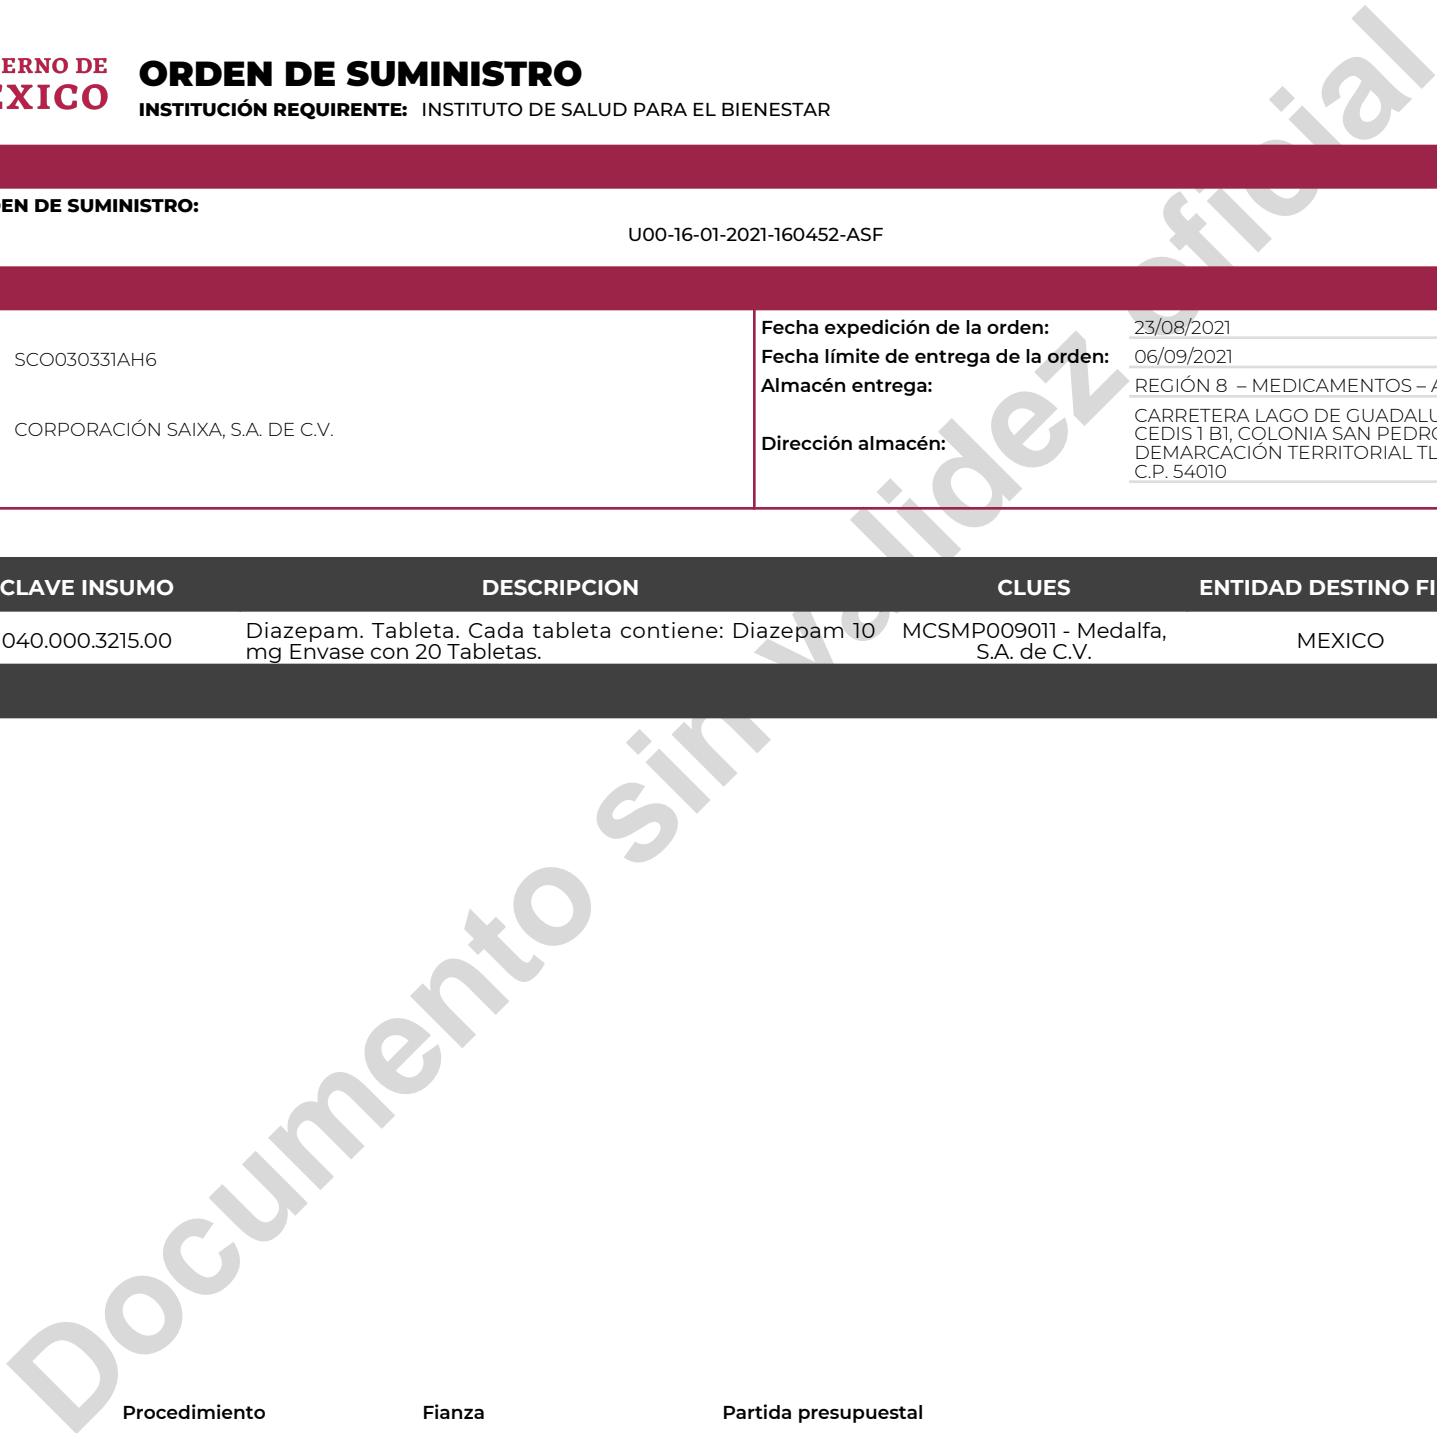 ERNO DE
EXICO
ORDEN DE SUMINISTRO
INSTITUCIÓN REQUIRENTE: INSTITUTO DE SALUD PARA EL BIENESTAR
EN DE SUMINISTRO:
U00-16-01-2021-160452-ASF
SCO030331AH6
CORPORACIÓN SAIXA, S.A. DE C.V.
Fecha expedición de la orden: 23/08/2021
Fecha límite de entrega de la orden: 06/09/2021
Almacén entrega: REGIÓN 8 – MEDICAMENTOS – A
Dirección almacén:
CARRETERA LAGO DE GUADALU
CEDIS 1 B1, COLONIA SAN PEDRO
DEMARCACIÓN TERRITORIAL TL
C.P. 54010
CLAVE INSUMO DESCRIPCION CLUES ENTIDAD DESTINO FI
040.000.3215.00
Diazepam. Tableta. Cada tableta contiene: Diazepam 10
mg Envase con 20 Tabletas.
MCSMP009011 - Medalfa,
S.A. de C.V.
MEXICO
Documento sin validez oficial
Procedimiento Fianza Partida presupuestal